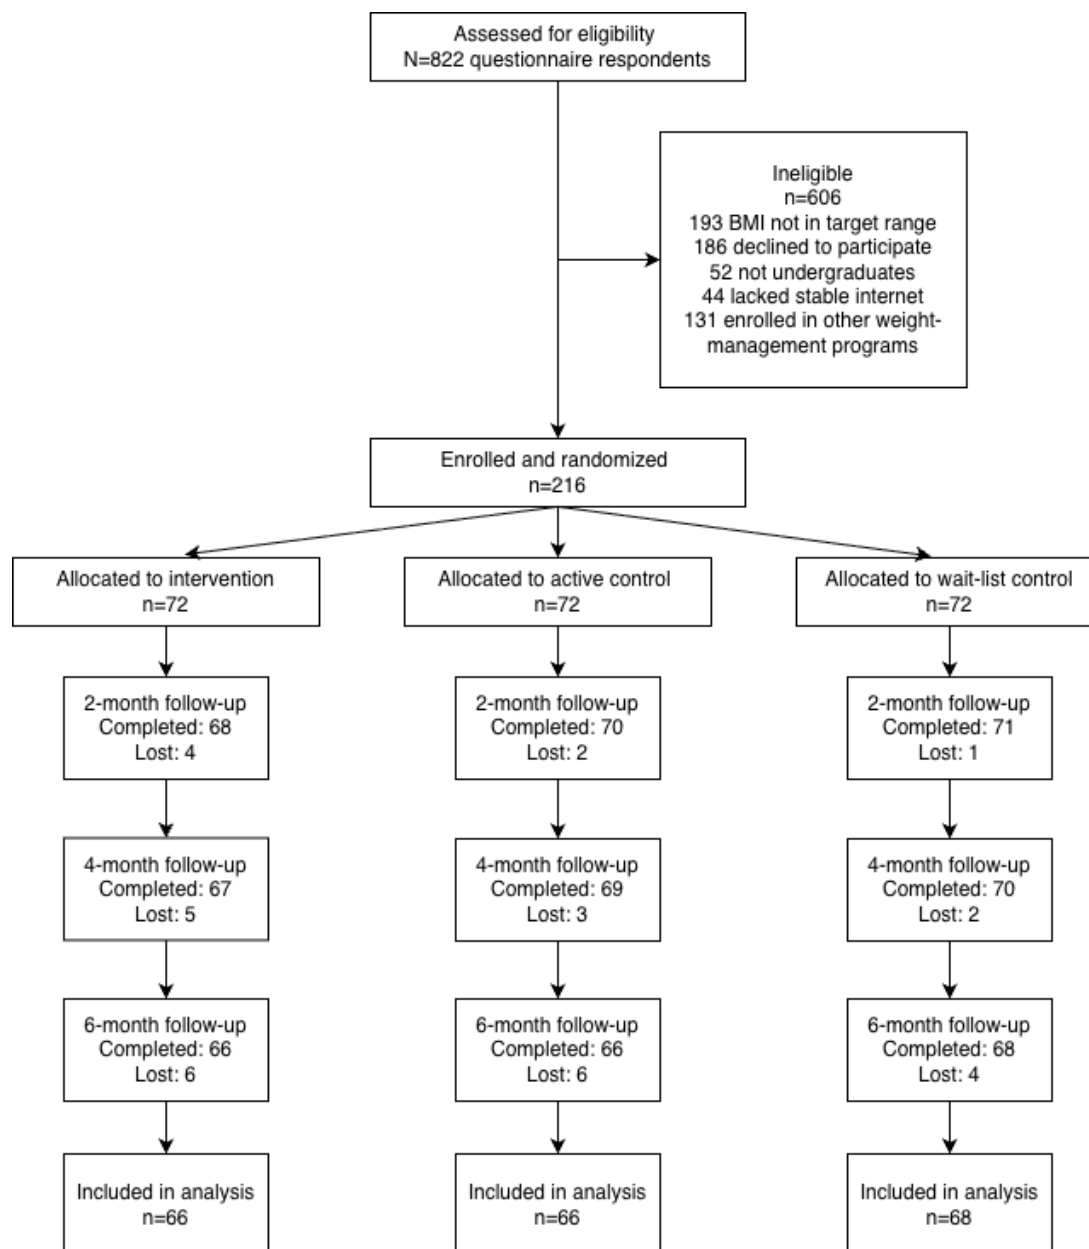 Assessed for eligibility
N=822 questionnaire respondents
Ineligible
n=606
193 BMI not in target range
186 declined to participate
52 not undergraduates
44 lacked stable internet
131 enrolled in other weight-
management programs
Enrolled and randomized
n=216
Allocated to intervention
n=72
Allocated to active control
n=72
Allocated to wait-list control
n=72
2-month follow-up
Completed: 68
Lost: 4
2-month follow-up
Completed: 70
Lost: 2
2-month follow-up
Completed: 71
Lost: 1
4-month follow-up
Completed: 67
Lost: 5
4-month follow-up
Completed: 69
Lost: 3
4-month follow-up
Completed: 70
Lost: 2
6-month follow-up
Completed: 66
Lost: 6
6-month follow-up
Completed: 66
Lost: 6
6-month follow-up
Completed: 68
Lost: 4
Included in analysis
n=66
Included in analysis
n=66
Included in analysis
n=68